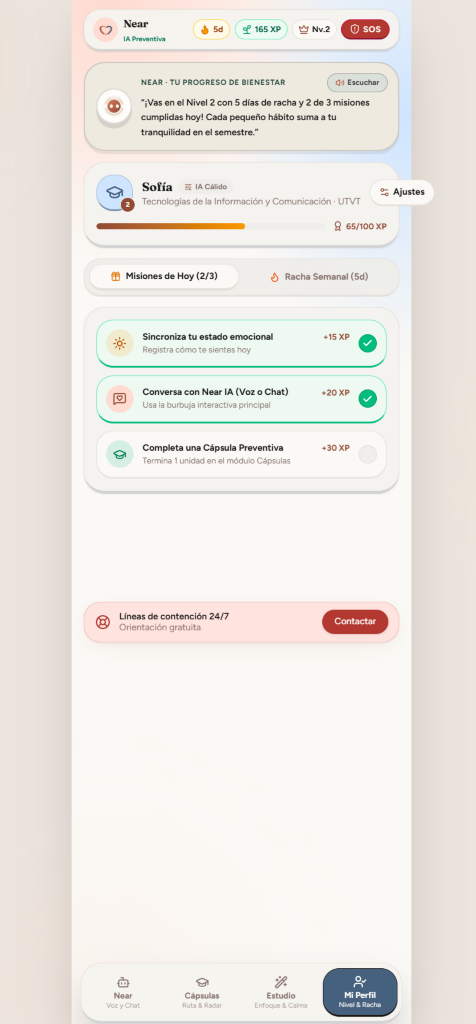 Near
IA Preventiva
5d
165 XP
Nv.2
SOS
NEAR · TU PROGRESO DE BIENESTAR
Escuchar
"¡Vas en el Nivel 2 con 5 días de racha y 2 de 3 misiones
cumplidas hoy! Cada pequeño hábito suma a tu
tranquilidad en el semestre."
2
Sofía
IA Cálido
Tecnologías de la Información y Comunicación · UTVT
Ajustes
65/100 XP
Misiones de Hoy (2/3)
Racha Semanal (5d)
Sincroniza tu estado emocional
+15 XP
Registra cómo te sientes hoy
Conversa con Near IA (Voz o Chat)
+20 XP
Usa la burbuja interactiva principal
Completa una Cápsula Preventiva
+30 XP
Termina 1 unidad en el módulo Cápsulas
Líneas de contención 24/7
Orientación gratuita
Contactar
Near
Voz y Chat
Cápsulas
Ruta & Radar
Estudio
Enfoque & Calma
Mi Perfil
Nivel & Racha